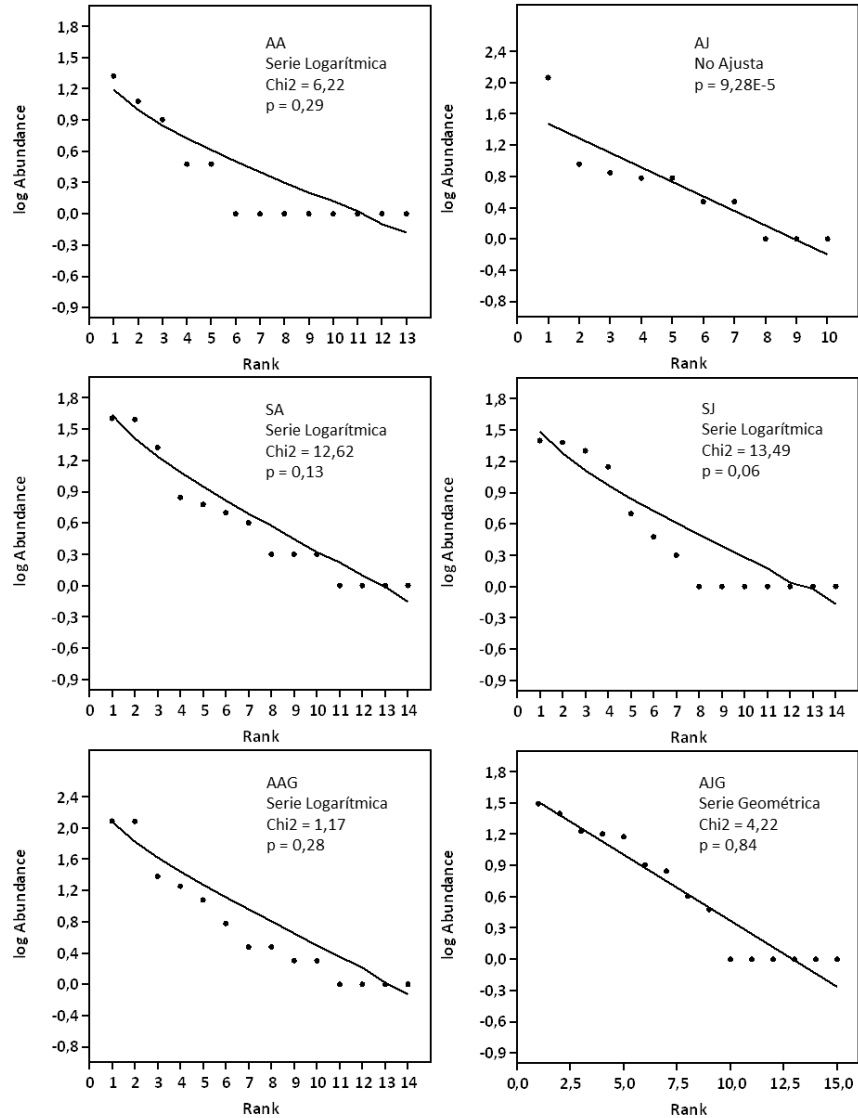 AA
Serie Logarítmica
Chi2 = 6,22
p = 0,29
log Abundance
1,8
1,5
1,2
0,9
0,6
0,3
0,0
-0,3
-0,6
-0,9
0 1 2 3 4 5 6 7 8 9 10 11 12 13
Rank
AJ
No Ajusta
p = 9,28E-5
log Abundance
2,4
2,0
1,6
1,2
0,8
0,4
0,0
-0,4
-0,8
0 1 2 3 4 5 6 7 8 9 10
Rank
SA
Serie Logarítmica
Chi2 = 12,62
p = 0,13
log Abundance
1,8
1,5
1,2
0,9
0,6
0,3
0,0
-0,3
-0,6
-0,9
0 1 2 3 4 5 6 7 8 9 10 11 12 13 14
Rank
SJ
Serie Logarítmica
Chi2 = 13,49
p = 0,06
log Abundance
1,8
1,5
1,2
0,9
0,6
0,3
0,0
-0,3
-0,6
-0,9
0 1 2 3 4 5 6 7 8 9 10 11 12 13 14
Rank
AAG
Serie Logarítmica
Chi2 = 1,17
p = 0,28
log Abundance
2,4
2,0
1,6
1,2
0,8
0,4
0,0
-0,4
-0,8
0 1 2 3 4 5 6 7 8 9 10 11 12 13 14
Rank
AJG
Serie Geométrica
Chi2 = 4,22
p = 0,84
log Abundance
1,8
1,5
1,2
0,9
0,6
0,3
0,0
-0,3
-0,6
-0,9
0,0 2,5 5,0 7,5 10,0 12,5 15,0
Rank